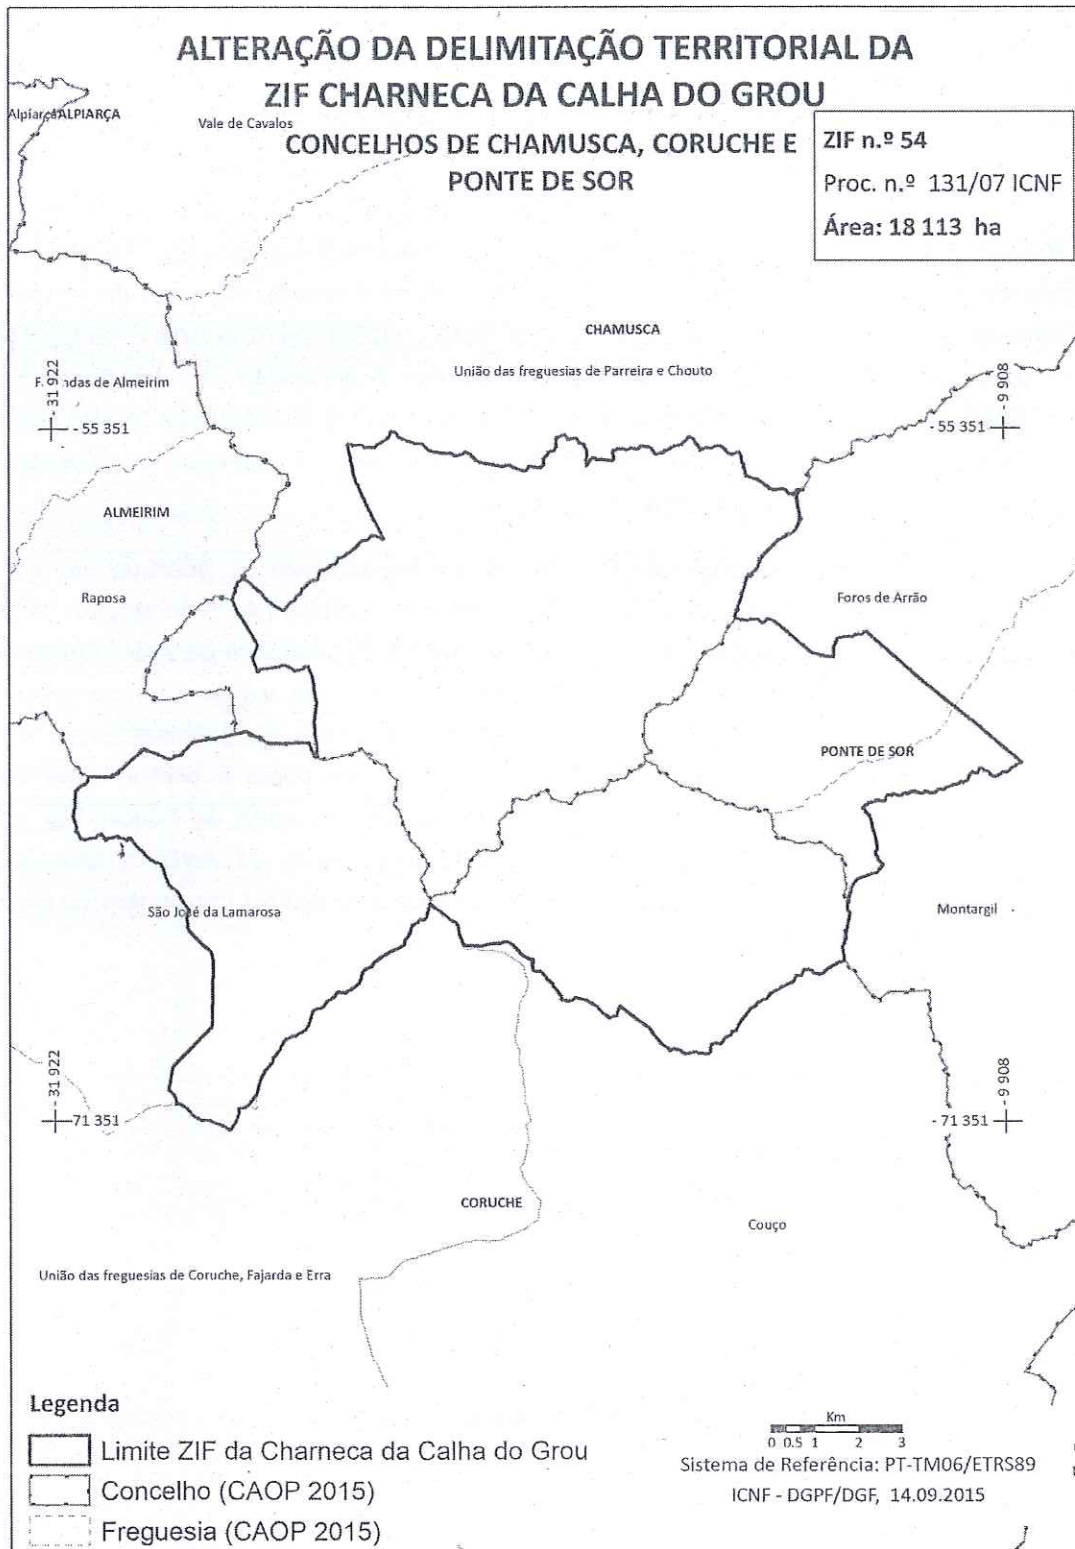 ALTERAÇÃO DA DELIMITAÇÃO TERRITORIAL DA
ZIF CHARNECA DA CALHA DO GROU
CONCELHOS DE CHAMUSCA, CORUCHE E
PONTE DE SOR
ZIF n.º 54
Proc. n.º 131/07 ICNF
Área: 18 113 ha
Alpiarça
ALPIARÇA
Vale de Cavalos
CHAMUSCA
União das freguesias de Parreira e Chouto
de Almeirim
- 31 922
- 55 351
- 9 908
- 55 351
ALMEIRIM
Raposa
Foros de Arrão
PONTE DE SOR
São José da Lamarosa
Montargil
- 31 922
- 71 351
- 9 908
- 71 351
CORUCHE
Couço
União das freguesias de Coruche, Fajarda e Erra
Legenda
Limite ZIF da Charneca da Calha do Grou
Concelho (CAOP 2015)
Freguesia (CAOP 2015)
Km
0 0.5 1 2 3
Sistema de Referência: PT-TM06/ETRS89
ICNF - DGPF/DGF, 14.09.2015